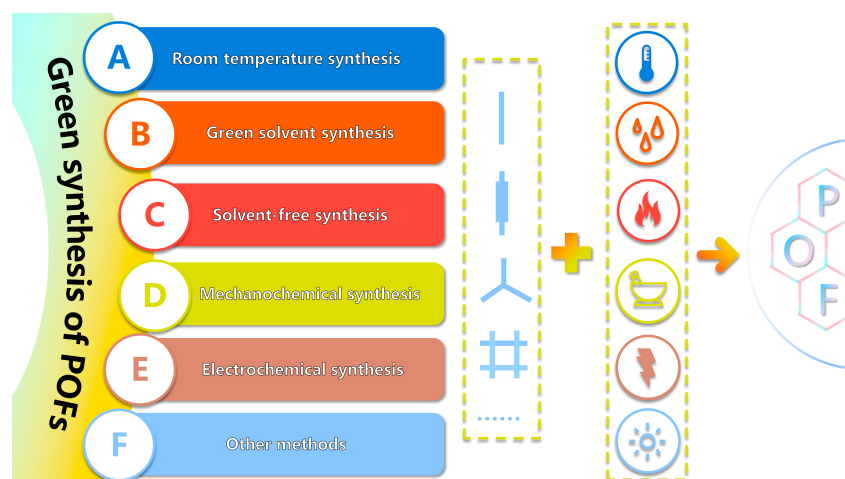 Green synthesis of POFs
A
Room temperature synthesis
B
Green solvent synthesis
C
Solvent-free synthesis
D
Mechanochemical synthesis
E
Electrochemical synthesis
F
Other methods
P
O
F